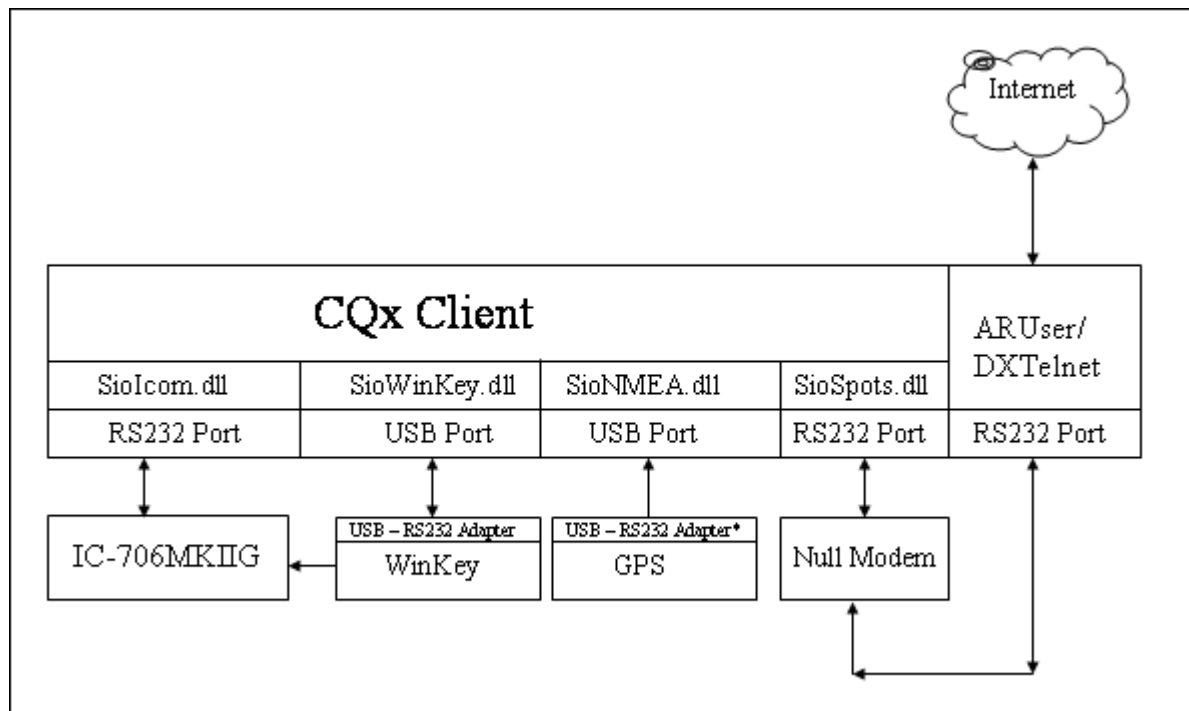 Internet
CQx Client
ARUser/
DXTelnet
SioIcom.dll
SioWinKey.dll
SioNMEA.dll
SioSpots.dll
RS232 Port
USB Port
USB Port
RS232 Port
RS232 Port
IC-706MKIIG
USB – RS232 Adapter
WinKey
USB – RS232 Adapter*
GPS
Null Modem